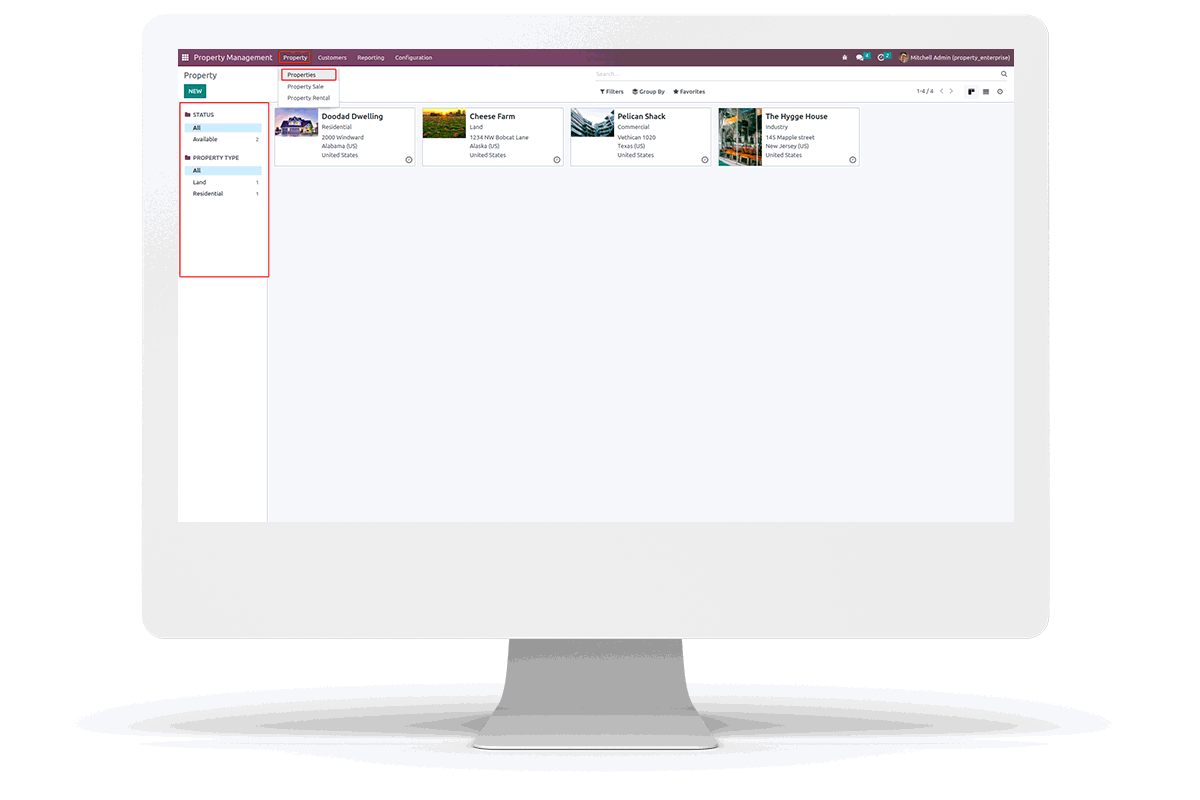 Property Management Property Customers Reporting Configuration 4 2 Mitchell Admin (property_enterprise)
Property
Properties
Property Sale
Property Rental
Search...
NEW
Filters Group By Favorites
1-4 / 4
STATUS
All
Available 2
PROPERTY TYPE
All
Land 1
Residential 1
Doodad Dwelling
Residential
2000 Windward
Alabama (US)
United States
Cheese Farm
Land
1234 NW Bobcat Lane
Alaska (US)
United States
Pelican Shack
Commercial
Vethican 1020
Texas (US)
United States
The Hygge House
Industry
145 Mapple street
New Jersey (US)
United States